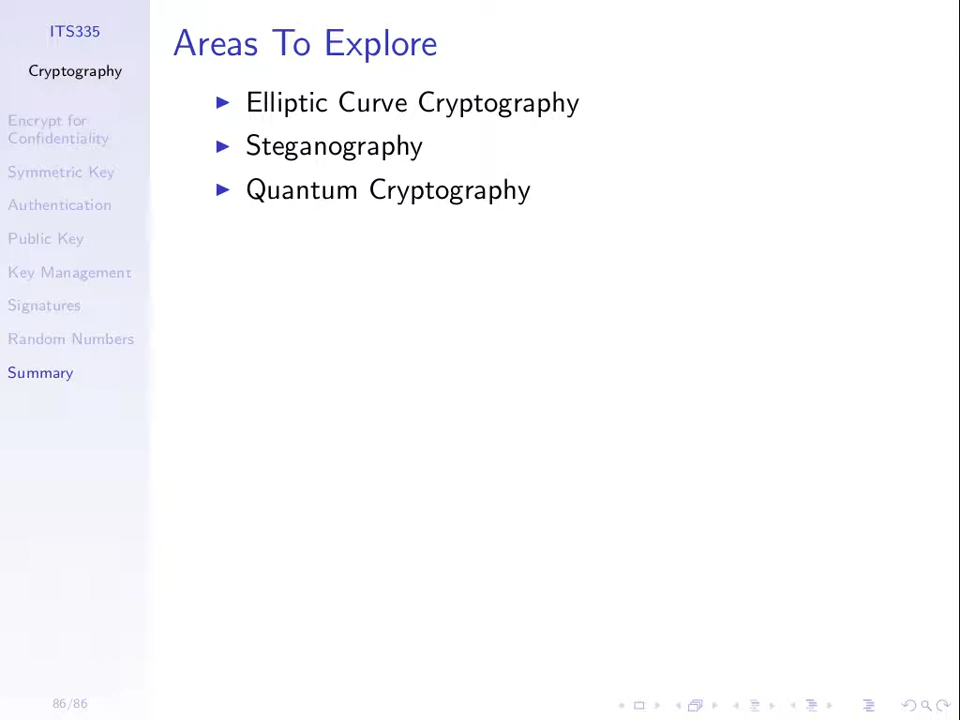 ITS335
Cryptography
Encrypt for
Confidentiality
Symmetric Key
Authentication
Public Key
Key Management
Signatures
Random Numbers
Summary
86/86
Areas To Explore
Elliptic Curve Cryptography
Steganography
Quantum Cryptography